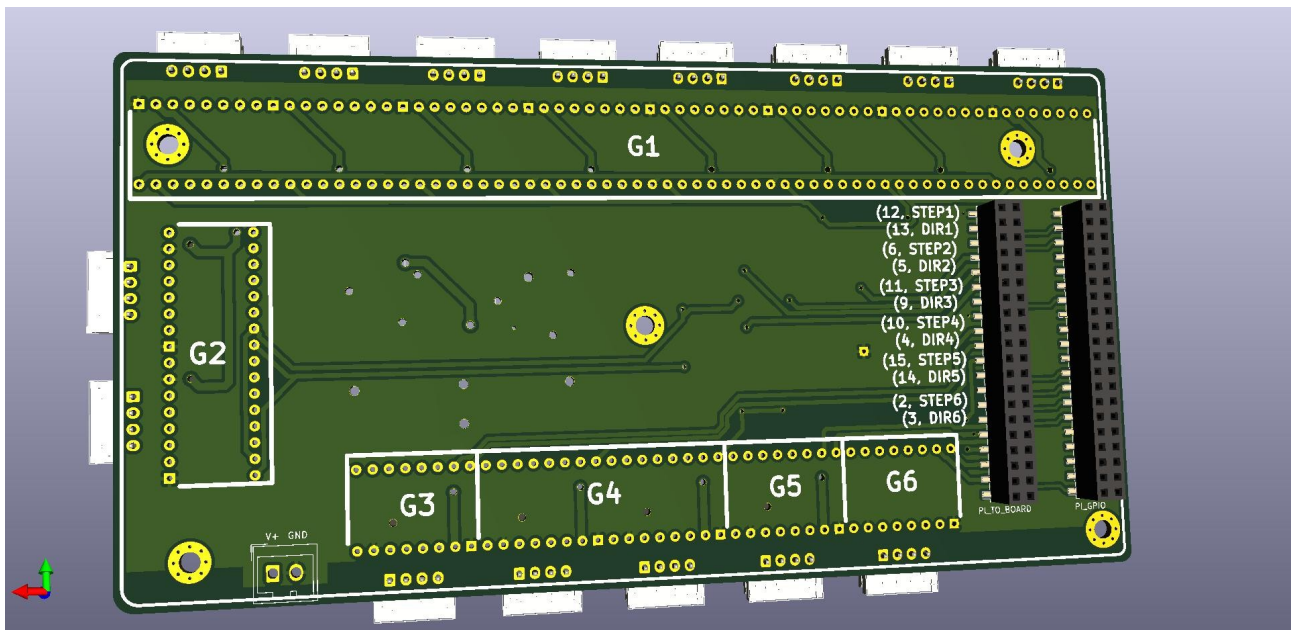 G1
(12, STEP1)
(13, DIR1)
(6, STEP2)
(5, DIR2)
(11, STEP3)
(9, DIR3)
(10, STEP4)
(4, DIR4)
(15, STEP5)
(14, DIR5)
(2, STEP6)
(3, DIR6)
G2
G3
G4
G5
G6
PI_TO_BOARD
PI_GPIO
V+ GND